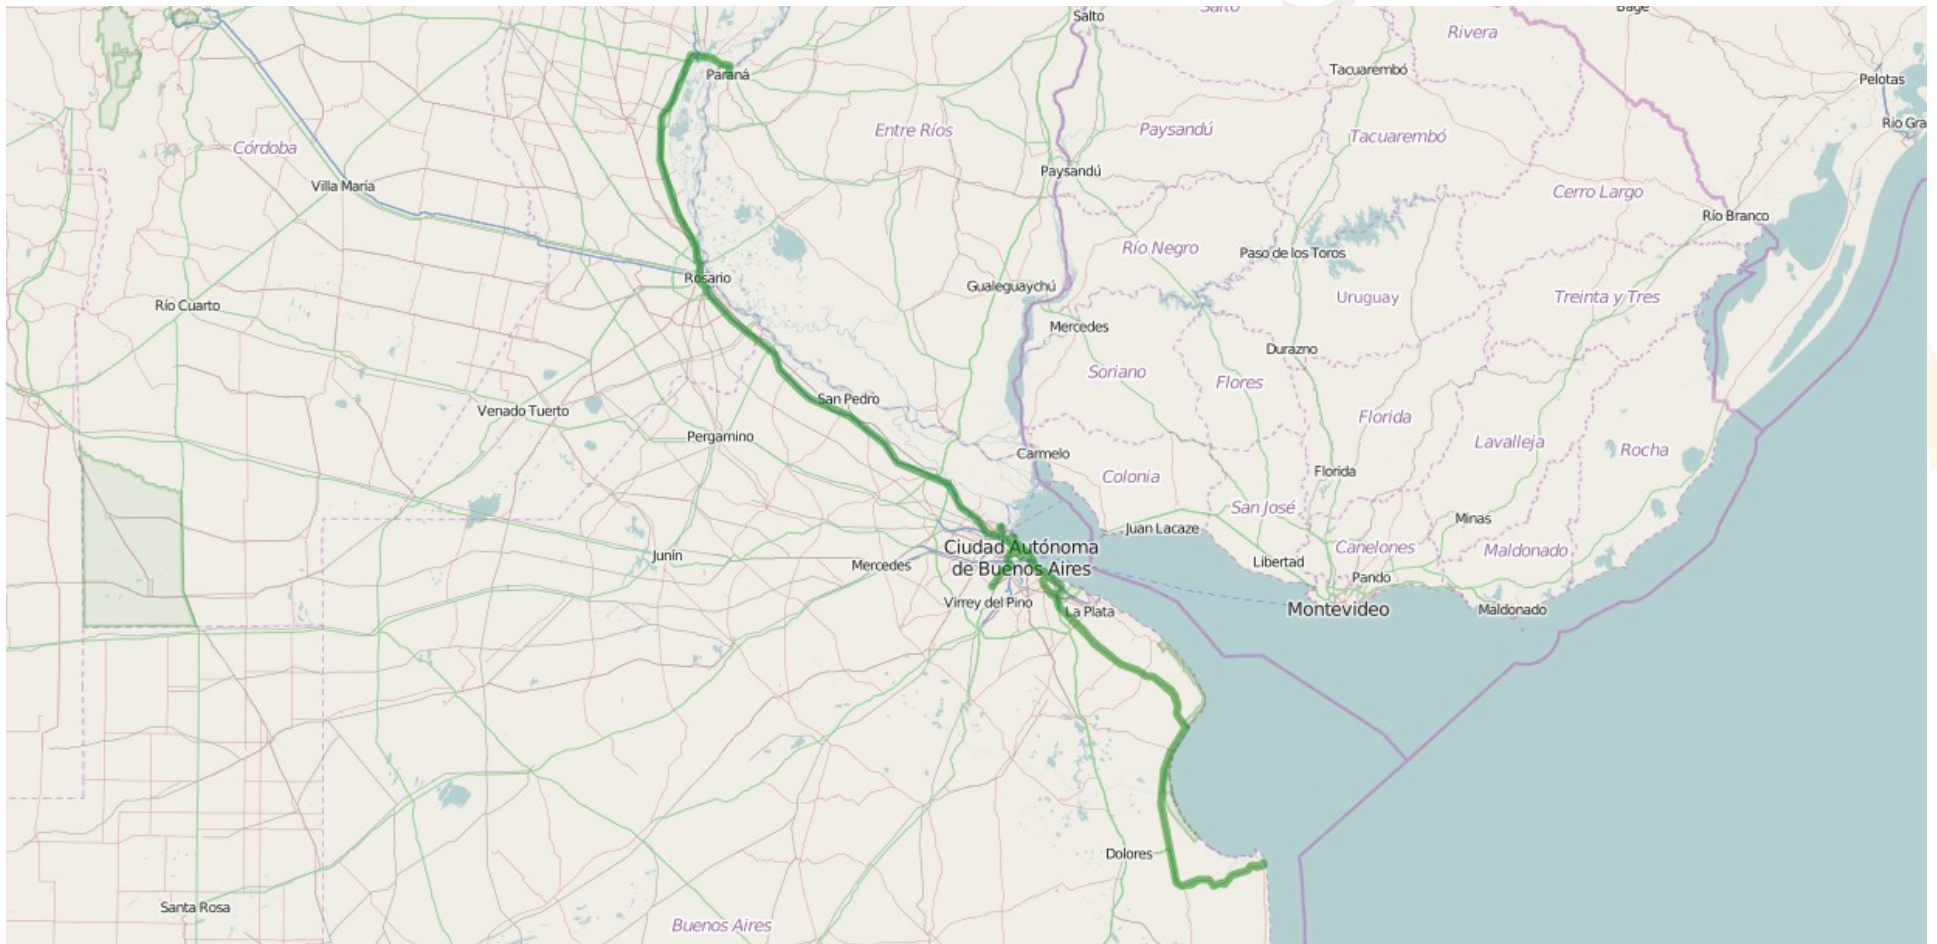 Salto
Salto
Bagé
Rivera
Tacuarembó
Paraná
Pelotas
Entre Ríos
Paysandú
Tacuarembó
Rio Gra
Córdoba
Villa María
Paysandú
Cerro Largo
Río Branco
Río Negro
Paso de los Toros
Rosario
Gualeguaychú
Uruguay
Treinta y Tres
Río Cuarto
Mercedes
Durazno
Soriano
Flores
San Pedro
Venado Tuerto
Florida
Pergamino
Lavalleja
Rocha
Carmelo
Colonia
Florida
San José
Minas
Juan Lacaze
Ciudad Autónoma
de Buenos Aires
Canelones
Maldonado
Junín
Mercedes
Libertad
Pando
Virrey del Pino
La Plata
Montevideo
Maldonado
Dolores
Santa Rosa
Buenos Aires